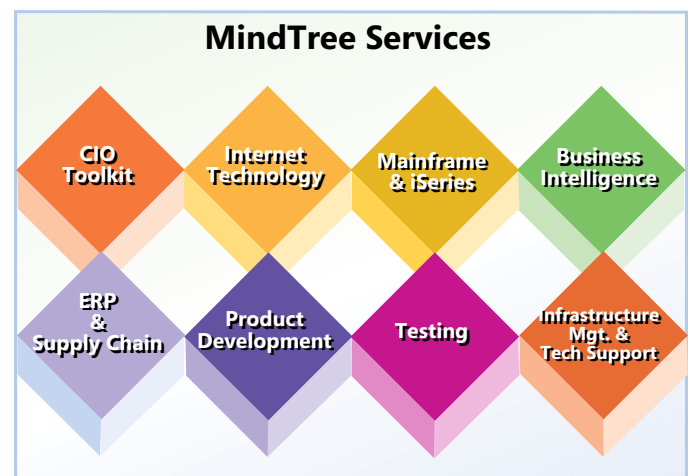 MindTree Services
CIO
Toolkit
Internet
Technology
Mainframe
& iSeries
Business
Intelligence
ERP
&
Supply Chain
Product
Development
Testing
Infrastructure
Mgt. &
Tech Support